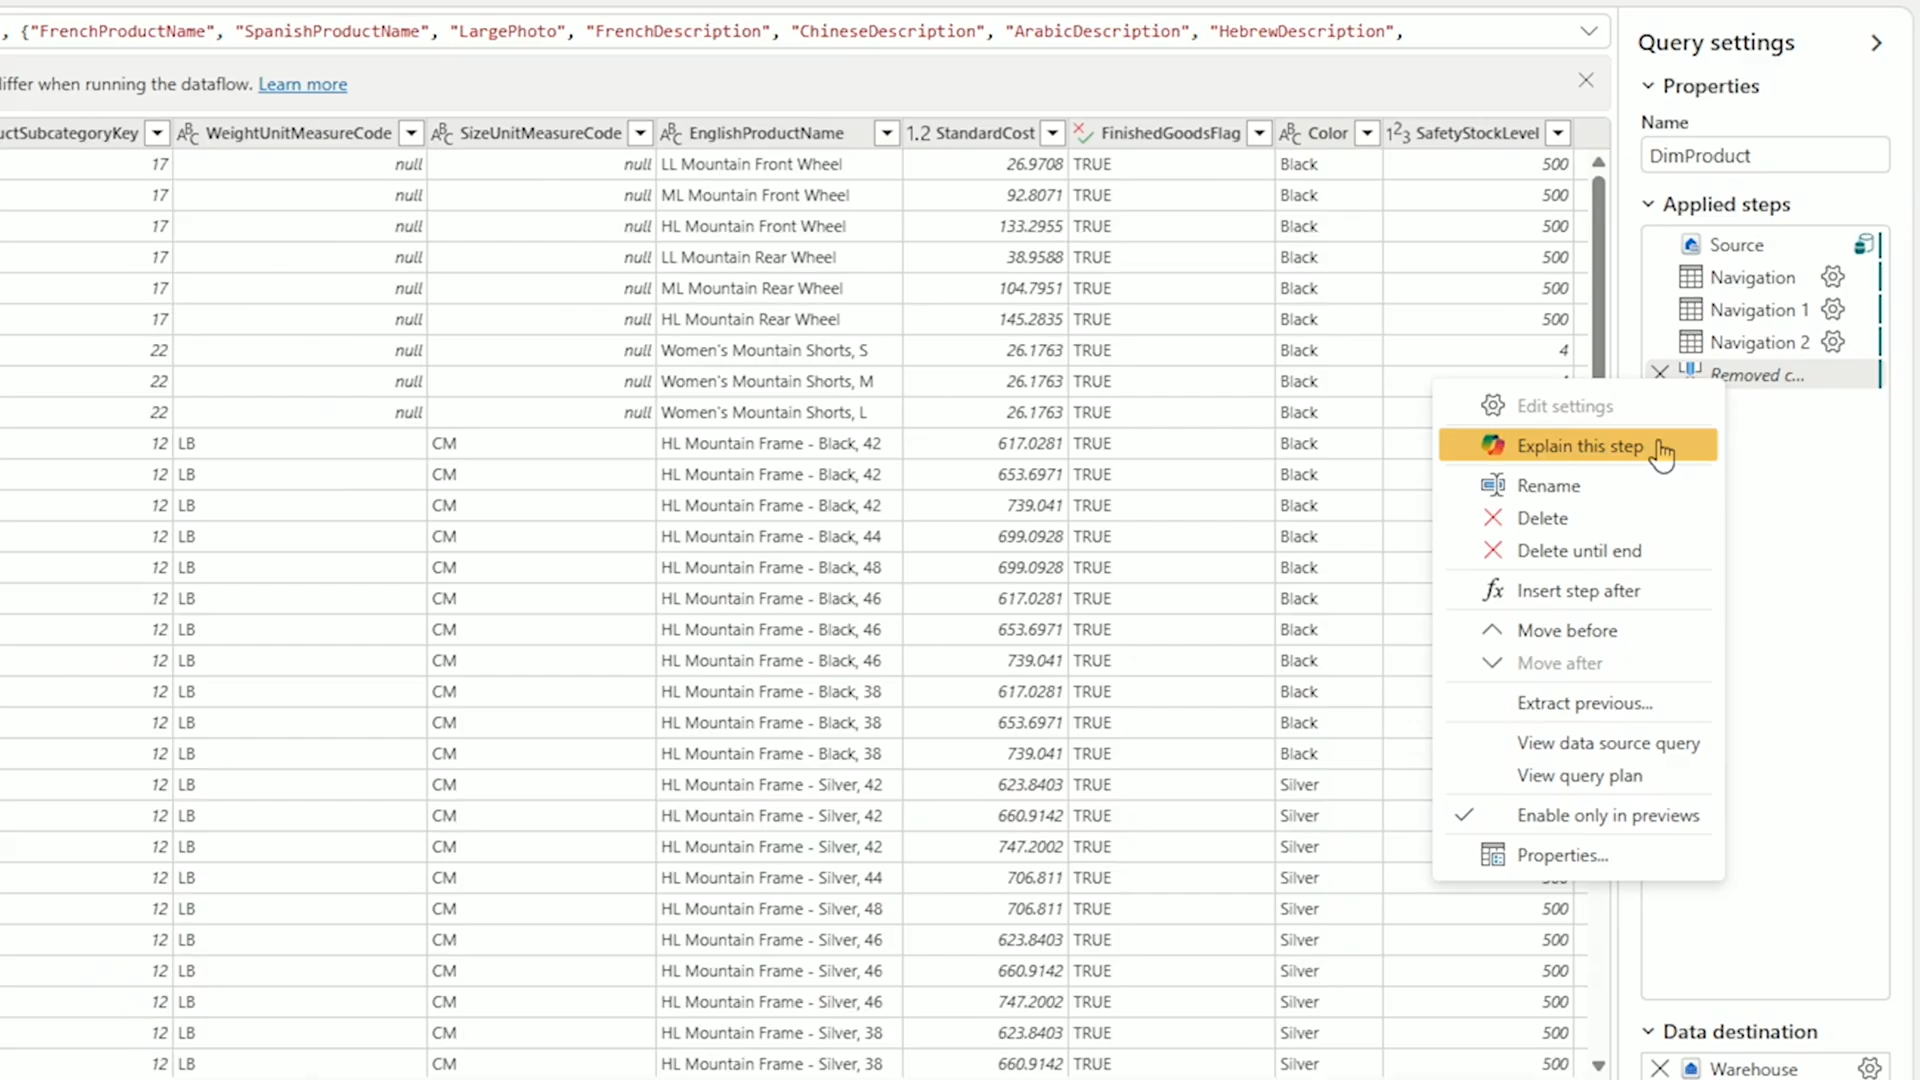 , {"FrenchProductName", "SpanishProductName", "LargePhoto", "FrenchDescription", "ChineseDescription", "ArabicDescription", "HebrewDescription",
iffer when running the dataflow. Learn more
uctSubcategoryKey ABC WeightUnitMeasureCode ABC SizeUnitMeasureCode ABC EnglishProductName 1.2 StandardCost FinishedGoodsFlag ABC Color 123 SafetyStockLevel
17 null null LL Mountain Front Wheel 26.9708 TRUE Black 500
17 null null ML Mountain Front Wheel 92.8071 TRUE Black 500
17 null null HL Mountain Front Wheel 133.2955 TRUE Black 500
17 null null LL Mountain Rear Wheel 38.9588 TRUE Black 500
17 null null ML Mountain Rear Wheel 104.7951 TRUE Black 500
17 null null HL Mountain Rear Wheel 145.2835 TRUE Black 500
22 null null Women's Mountain Shorts, S 26.1763 TRUE Black 4
22 null null Women's Mountain Shorts, M 26.1763 TRUE Black
22 null null Women's Mountain Shorts, L 26.1763 TRUE Black
12 LB CM HL Mountain Frame - Black, 42 617.0281 TRUE Black
12 LB CM HL Mountain Frame - Black, 42 653.6971 TRUE Black
12 LB CM HL Mountain Frame - Black, 42 739.041 TRUE Black
12 LB CM HL Mountain Frame - Black, 44 699.0928 TRUE Black
12 LB CM HL Mountain Frame - Black, 48 699.0928 TRUE Black
12 LB CM HL Mountain Frame - Black, 46 617.0281 TRUE Black
12 LB CM HL Mountain Frame - Black, 46 653.6971 TRUE Black
12 LB CM HL Mountain Frame - Black, 46 739.041 TRUE Black
12 LB CM HL Mountain Frame - Black, 38 617.0281 TRUE Black
12 LB CM HL Mountain Frame - Black, 38 653.6971 TRUE Black
12 LB CM HL Mountain Frame - Black, 38 739.041 TRUE Black
12 LB CM HL Mountain Frame - Silver, 42 623.8403 TRUE Silver
12 LB CM HL Mountain Frame - Silver, 42 660.9142 TRUE Silver
12 LB CM HL Mountain Frame - Silver, 42 747.2002 TRUE Silver
12 LB CM HL Mountain Frame - Silver, 44 706.811 TRUE Silver
12 LB CM HL Mountain Frame - Silver, 48 706.811 TRUE Silver 500
12 LB CM HL Mountain Frame - Silver, 46 623.8403 TRUE Silver 500
12 LB CM HL Mountain Frame - Silver, 46 660.9142 TRUE Silver 500
12 LB CM HL Mountain Frame - Silver, 46 747.2002 TRUE Silver 500
12 LB CM HL Mountain Frame - Silver, 38 623.8403 TRUE Silver 500
12 LB CM HL Mountain Frame - Silver, 38 660.9142 TRUE Silver 500
Query settings
Properties
Name
DimProduct
Applied steps
Source
Navigation
Navigation 1
Navigation 2
Removed c...
Edit settings
Explain this step
Rename
Delete
Delete until end
fx Insert step after
Move before
Move after
Extract previous...
View data source query
View query plan
Enable only in previews
Properties...
Data destination
Warehouse